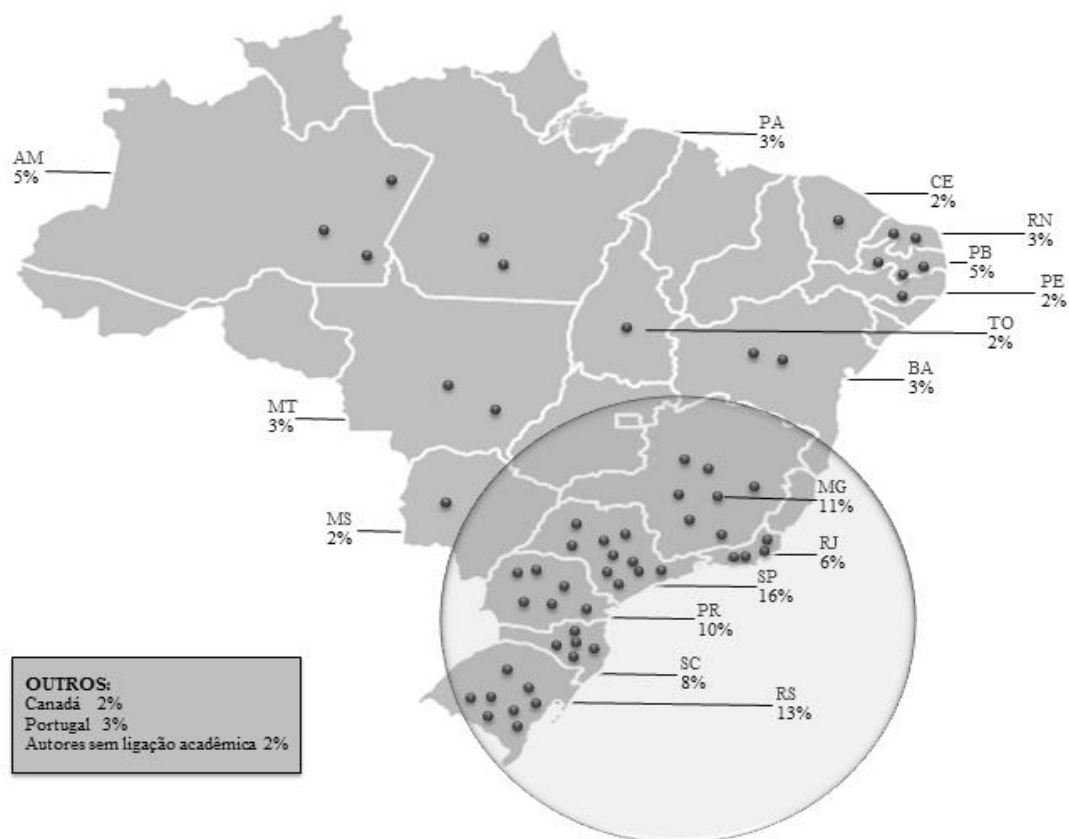 PA
3%
AM
5%
CE
2%
RN
3%
PB
5%
PE
2%
TO
2%
BA
3%
MT
3%
MG
11%
MS
2%
RJ
6%
SP
16%
PR
10%
SC
8%
RS
13%
OUTROS:
Canadá 2%
Portugal 3%
Autores sem ligação acadêmica 2%